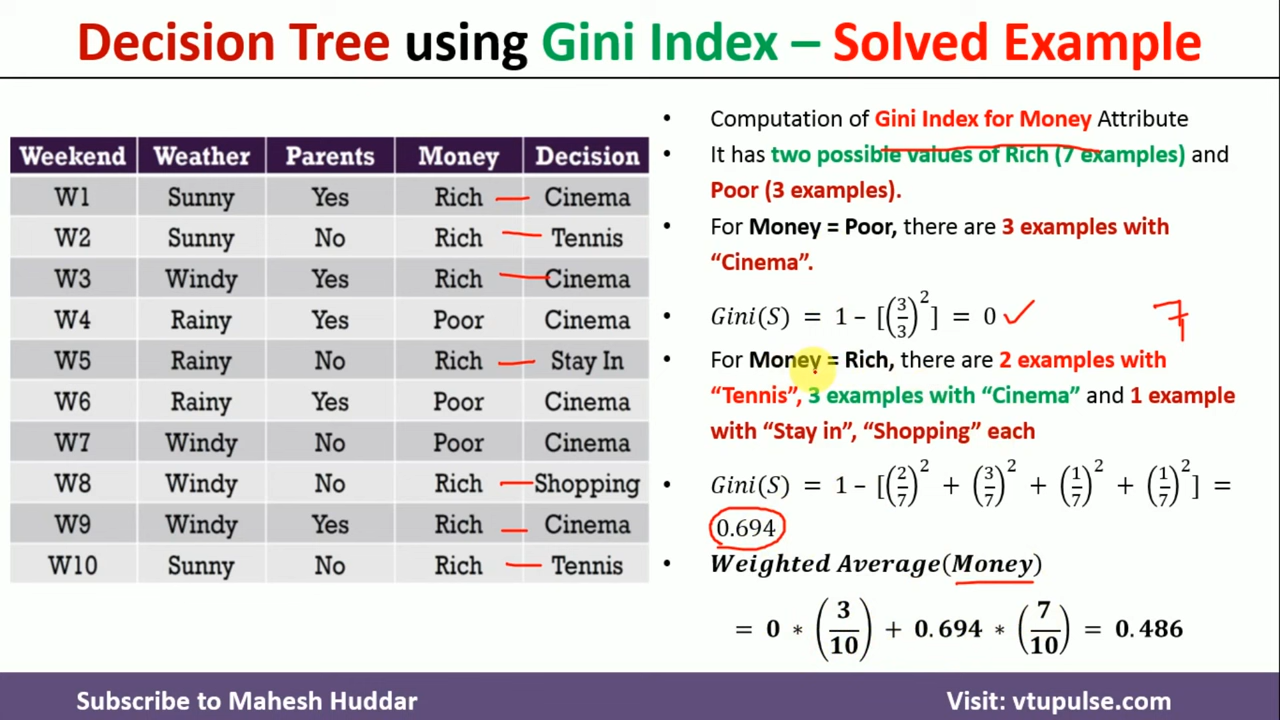 Decision Tree using Gini Index – Solved Example
Weekend Weather Parents Money Decision
W1 Sunny Yes Rich Cinema
W2 Sunny No Rich Tennis
W3 Windy Yes Rich Cinema
W4 Rainy Yes Poor Cinema
W5 Rainy No Rich Stay In
W6 Rainy Yes Poor Cinema
W7 Windy No Poor Cinema
W8 Windy No Rich Shopping
W9 Windy Yes Rich Cinema
W10 Sunny No Rich Tennis
• Computation of Gini Index for Money Attribute
• It has two possible values of Rich (7 examples) and
Poor (3 examples).
• For Money = Poor, there are 3 examples with
“Cinema”.
• Gini(S) = 1 − [(3/3)²] = 0 ✓ 7
• For Money = Rich, there are 2 examples with
“Tennis”, 3 examples with “Cinema” and 1 example
with “Stay in”, “Shopping” each
• Gini(S) = 1 − [(2/7)² + (3/7)² + (1/7)² + (1/7)²] =
0.694
• Weighted Average(Money)
= 0 * (3/10) + 0.694 * (7/10) = 0.486
Subscribe to Mahesh Huddar
Visit: vtupulse.com